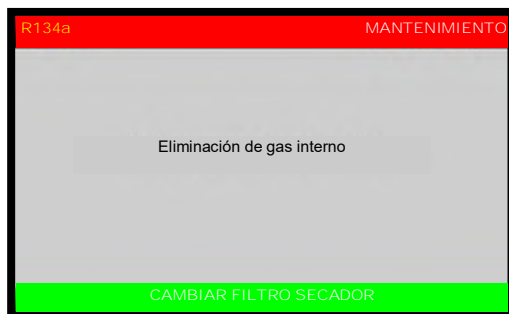 R134a MANTENIMIENTO
Eliminación de gas interno
CAMBIAR FILTRO SECADOR